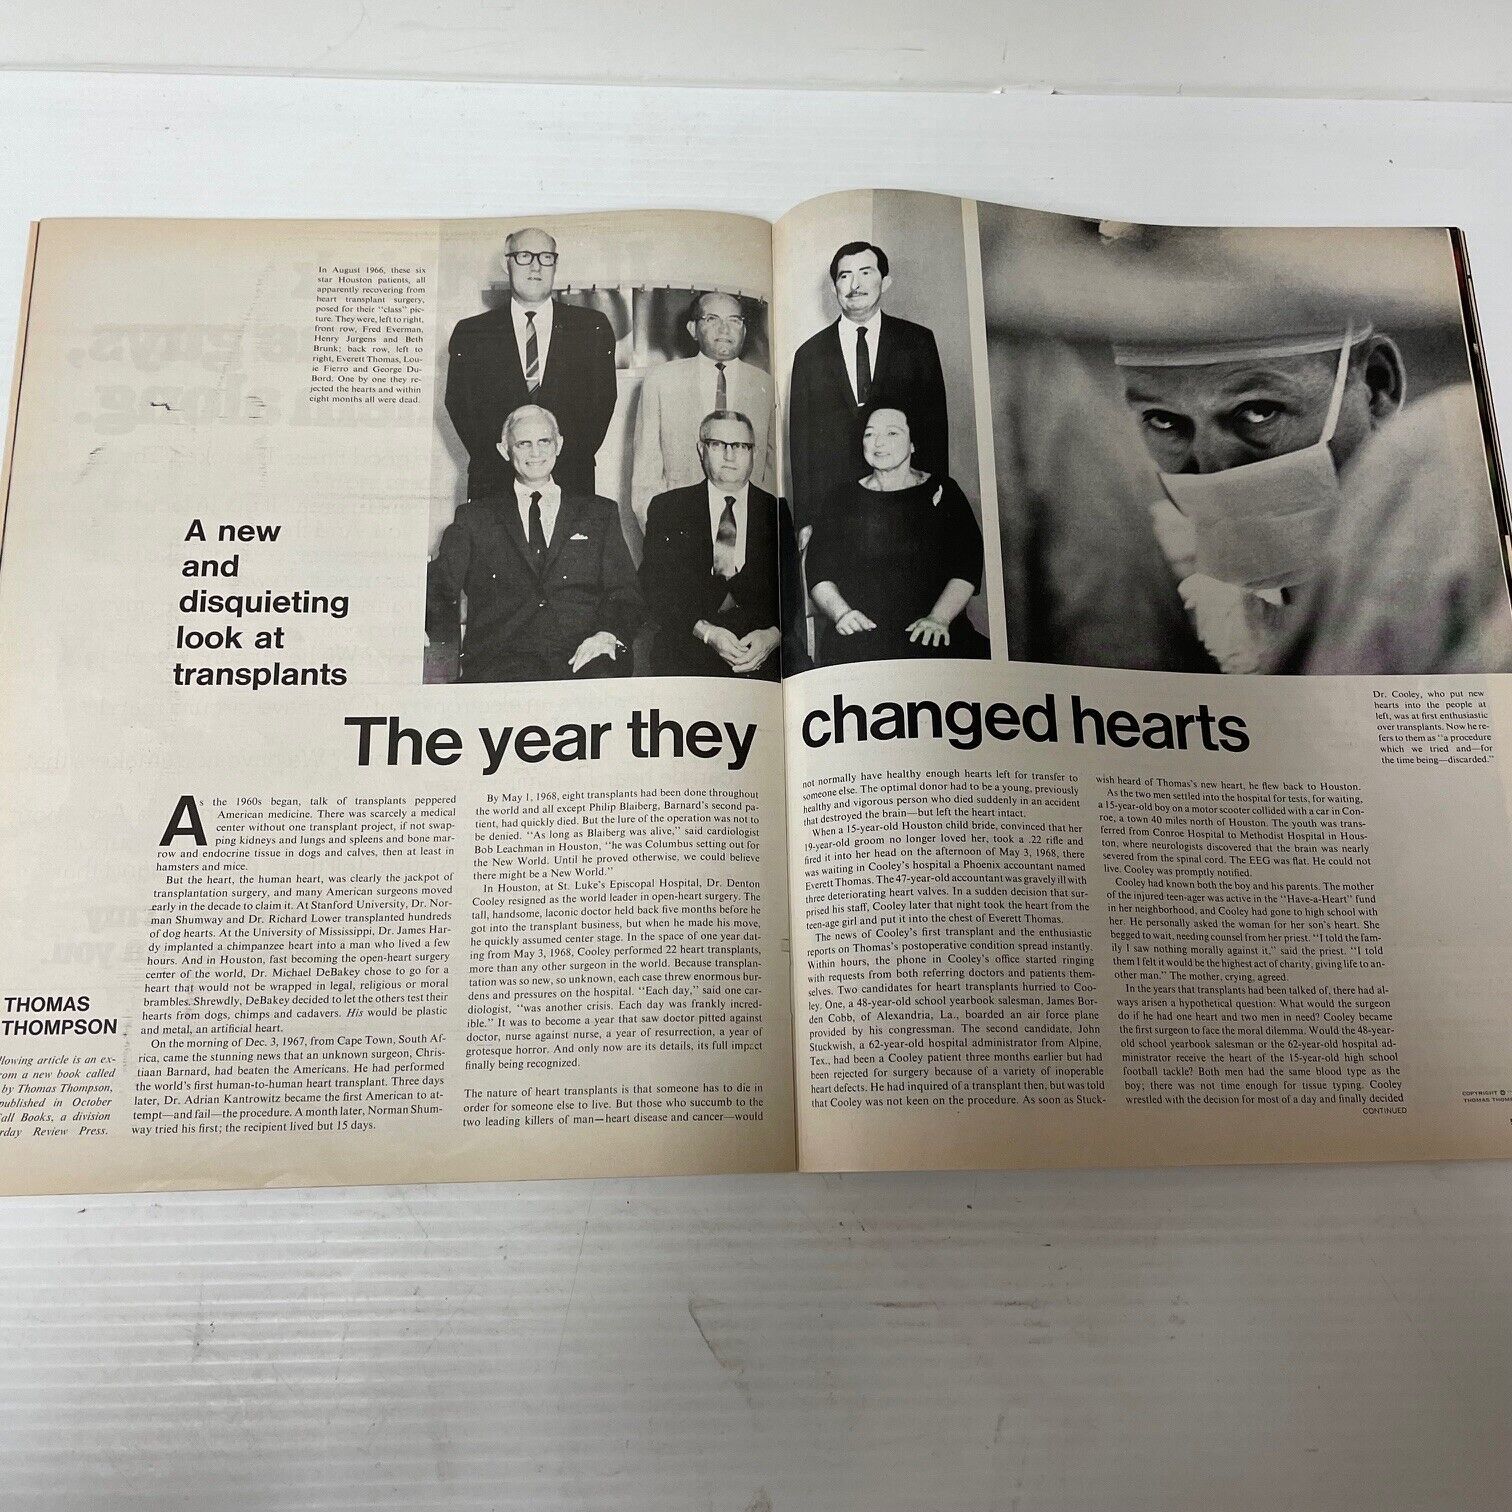 In August 1966, these six
star Houston patients, all
apparently recovering from
heart transplant surgery,
posed for their "class" pic-
ture. They were, left to right,
front row, Fred Everman,
Henry Jurgens and Beth
Brunk; back row, left to
right, Everett Thomas, Lou-
ie Fierro and George De-
Bord. One by one they re-
jected the hearts and within
eight months all were dead.
A new
and
disquieting
look at
transplants
The year they changed hearts
Dr. Cooley, who put new
hearts into the people at
left, was at first enthusiastic
over transplants. Now he re-
fers to them as "a procedure
which we tried and—for
the time being—discarded."
THOMAS
THOMPSON
llowing article is an ex-
rom a new book called
by Thomas Thompson,
published in October
all Books, a division
rday Review Press.
As the 1960s began, talk of transplants peppered
American medicine. There was scarcely a medical
center without one transplant project, if not swap-
ping kidneys and lungs and spleens and bone mar-
row and endocrine tissue in dogs and calves, then at least in
hamsters and mice.
But the heart, the human heart, was clearly the jackpot of
transplantation surgery, and many American surgeons moved
early in the decade to claim it. At Stanford University, Dr. Nor-
man Shumway and Dr. Richard Lower transplanted hundreds
of dog hearts. At the University of Mississippi, Dr. James Har-
dy implanted a chimpanzee heart into a man who lived a few
hours. And in Houston, fast becoming the open-heart surgery
center of the world, Dr. Michael DeBakey chose to go for a
heart that would not be wrapped in legal, religious or moral
brambles. Shrewdly, DeBakey decided to let the others test their
hearts from dogs, chimps and cadavers. His would be plastic
and metal, an artificial heart.
On the morning of Dec. 3, 1967, from Cape Town, South Af-
rica, came the stunning news that an unknown surgeon, Chris-
tiaan Barnard, had beaten the Americans. He had performed
the world's first human-to-human heart transplant. Three days
later, Dr. Adrian Kantrowitz became the first American to at-
tempt—and fail—the procedure. A month later, Norman Shum-
way tried his first; the recipient lived but 15 days.
By May 1, 1968, eight transplants had been done throughout
the world and all except Philip Blaiberg, Barnard's second pa-
tient, had quickly died. But the lure of the operation was not to
be denied. "As long as Blaiberg was alive," said cardiologist
Bob Leachman in Houston, "he was Columbus setting out for
the New World. Until he proved otherwise, we could believe
there might be a New World."
In Houston, at St. Luke's Episcopal Hospital, Dr. Denton
Cooley resigned as the world leader in open-heart surgery. The
tall, handsome, laconic doctor held back five months before he
got into the transplant business, but when he made his move,
he quickly assumed center stage. In the space of one year dat-
ing from May 3, 1968, Cooley performed 22 heart transplants,
more than any other surgeon in the world. Because transplan-
tation was so new, so unknown, each case threw enormous bur-
dens and pressures on the hospital. "Each day," said one car-
diologist, "was another crisis. Each day was frankly incred-
ible." It was to become a year that saw doctor pitted against
doctor, nurse against nurse, a year of resurrection, a year of
grotesque horror. And only now are its details, its full impact
finally being recognized.
The nature of heart transplants is that someone has to die in
order for someone else to live. But those who succumb to the
two leading killers of man—heart disease and cancer—would
not normally have healthy enough hearts left for transfer to
someone else. The optimal donor had to be a young, previously
healthy and vigorous person who died suddenly in an accident
that destroyed the brain—but left the heart intact.
When a 15-year-old Houston child bride, convinced that her
19-year-old groom no longer loved her, took a .22 rifle and
fired it into her head on the afternoon of May 3, 1968, there
was waiting in Cooley's hospital a Phoenix accountant named
Everett Thomas. The 47-year-old accountant was gravely ill with
three deteriorating heart valves. In a sudden decision that sur-
prised his staff, Cooley later that night took the heart from the
teen-age girl and put it into the chest of Everett Thomas.
The news of Cooley's first transplant and the enthusiastic
reports on Thomas's postoperative condition spread instantly.
Within hours, the phone in Cooley's office started ringing
with requests from both referring doctors and patients them-
selves. Two candidates for heart transplants hurried to Coo-
ley. One, a 48-year-old school yearbook salesman, James Bor-
den Cobb, of Alexandria, La., boarded an air force plane
provided by his congressman. The second candidate, John
Stuckwish, a 62-year-old hospital administrator from Alpine,
Tex., had been a Cooley patient three months earlier but had
been rejected for surgery because of a variety of inoperable
heart defects. He had inquired of a transplant then, but was told
that Cooley was not keen on the procedure. As soon as Stuck-
wish heard of Thomas's new heart, he flew back to Houston.
As the two men settled into the hospital for tests, for waiting,
a 15-year-old boy on a motor scooter collided with a car in Con-
roe, a town 40 miles north of Houston. The youth was trans-
ferred from Conroe Hospital to Methodist Hospital in Hous-
ton, where neurologists discovered that the brain was nearly
severed from the spinal cord. The EEG was flat. He could not
live. Cooley was promptly notified.
Cooley had known both the boy and his parents. The mother
of the injured teen-ager was active in the "Have-a-Heart" fund
in her neighborhood, and Cooley had gone to high school with
her. He personally asked the woman for her son's heart. She
begged to wait, needing counsel from her priest. "I told the fam-
ily I saw nothing morally against it," said the priest. "I told
them I felt it would be the highest act of charity, giving life to an-
other man." The mother, crying, agreed.
In the years that transplants had been talked of, there had al-
ways arisen a hypothetical question: What would the surgeon
do if he had one heart and two men in need? Cooley became
the first surgeon to face the moral dilemma. Would the 48-year-
old school yearbook salesman or the 62-year-old hospital ad-
ministrator receive the heart of the 15-year-old high school
football tackle? Both men had the same blood type as the
boy; there was not time enough for tissue typing. Cooley
wrestled with the decision for most of a day and finally decided
CONTINUED
COPYRIGHT ©
THOMAS THOM